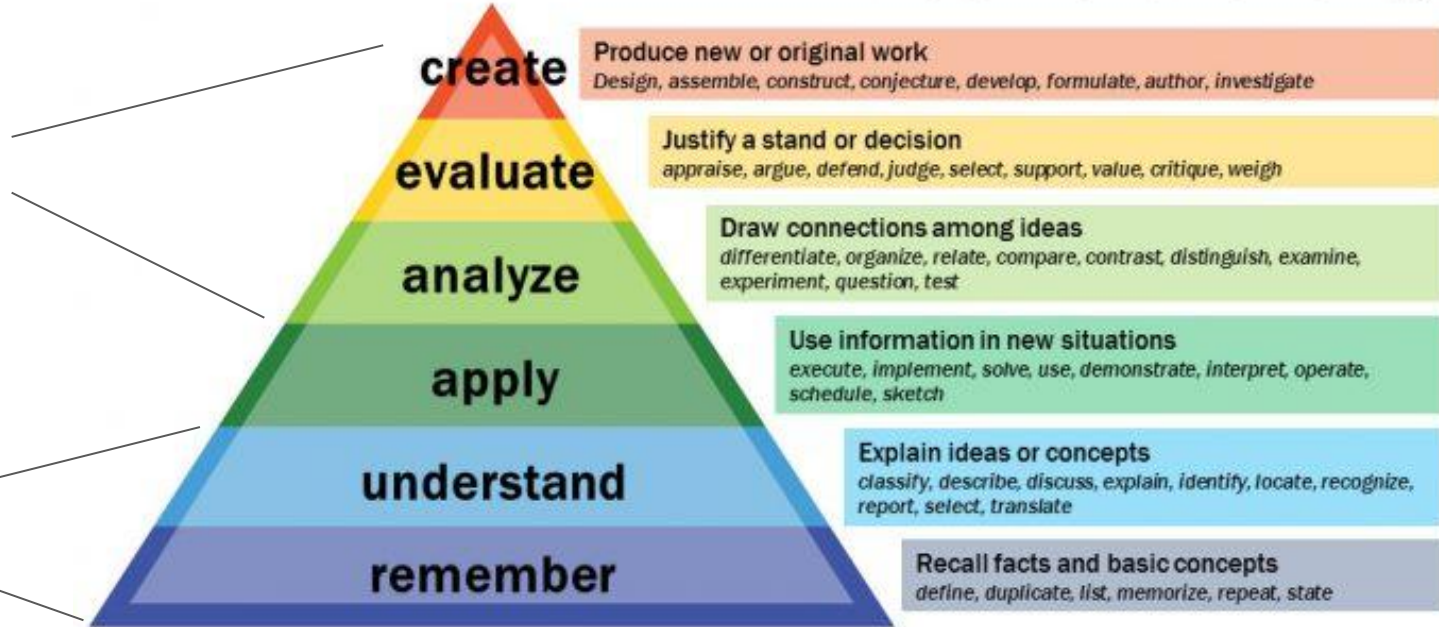 create
Produce new or original work
Design, assemble, construct, conjecture, develop, formulate, author, investigate
evaluate
Justify a stand or decision
appraise, argue, defend, judge, select, support, value, critique, weigh
analyze
Draw connections among ideas
differentiate, organize, relate, compare, contrast, distinguish, examine,
experiment, question, test
apply
Use information in new situations
execute, implement, solve, use, demonstrate, interpret, operate,
schedule, sketch
understand
Explain ideas or concepts
classify, describe, discuss, explain, identify, locate, recognize,
report, select, translate
remember
Recall facts and basic concepts
define, duplicate, list, memorize, repeat, state